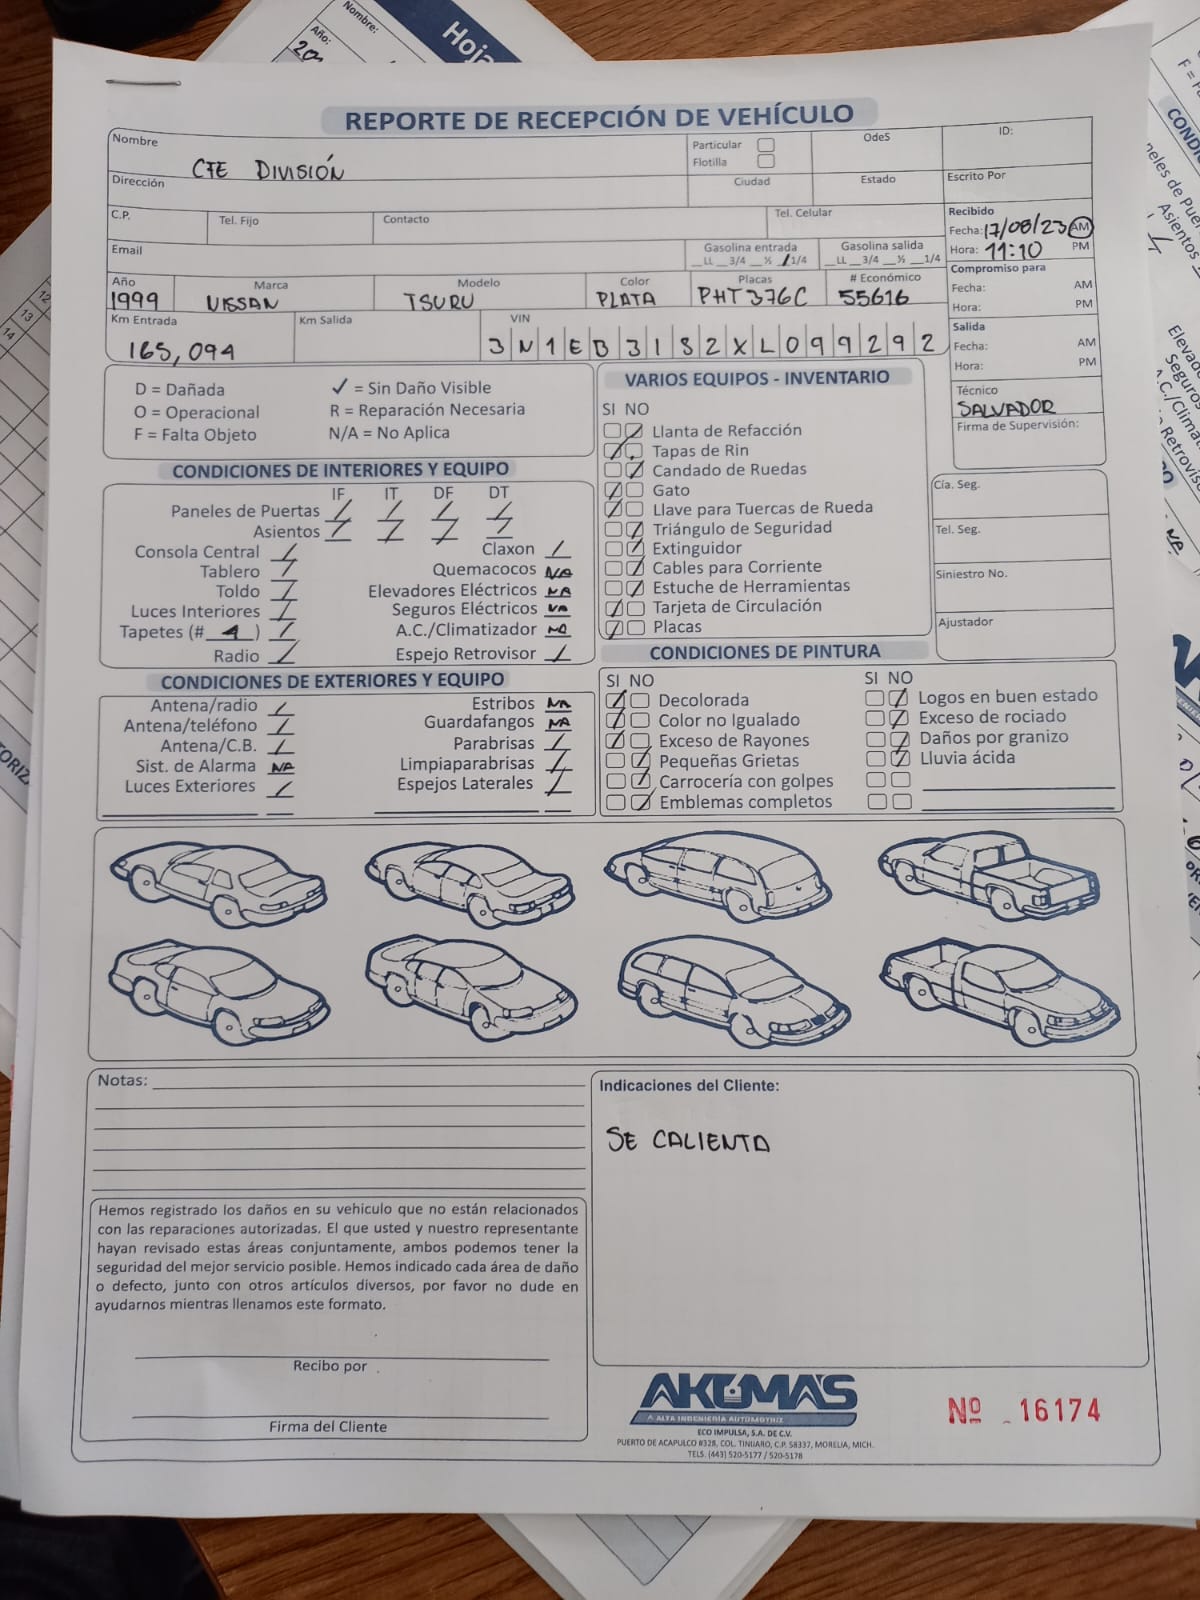 Nombre:
Año:
Hoja
REPORTE DE RECEPCIÓN DE VEHÍCULO
Nombre
CFE DIVISIÓN
Particular
Flotilla
OdeS
ID:
Dirección
Ciudad
Estado
Escrito Por
C.P.
Tel. Fijo
Contacto
Tel. Celular
Recibido
Fecha: 17/08/23 AM
Hora: 11:10 PM
Email
Gasolina entrada
__LL __3/4 __½ __1/4
Gasolina salida
__LL __3/4 __½ __1/4
Compromiso para
Fecha: AM
Hora: PM
Año
1999
Marca
NISSAN
Modelo
TSURU
Color
PLATA
Placas
PHT376C
# Económico
55616
Km Entrada
165,094
Km Salida
VIN
3N1EB31S2XL099292
Salida
Fecha: AM
Hora: PM
Técnico
SALVADOR
Firma de Supervisión:
D = Dañada
O = Operacional
F = Falta Objeto
✓ = Sin Daño Visible
R = Reparación Necesaria
N/A = No Aplica
VARIOS EQUIPOS - INVENTARIO
SI NO
Llanta de Refacción
Tapas de Rin
Candado de Ruedas
Gato
Llave para Tuercas de Rueda
Triángulo de Seguridad
Extinguidor
Cables para Corriente
Estuche de Herramientas
Tarjeta de Circulación
Placas
Cía. Seg.
Tel. Seg.
Siniestro No.
Ajustador
CONDICIONES DE INTERIORES Y EQUIPO
IF IT DF DT
Paneles de Puertas
Asientos
Consola Central
Tablero
Toldo
Luces Interiores
Tapetes (#     )
Radio
Claxon
Quemacocos NA
Elevadores Eléctricos NA
Seguros Eléctricos NA
A.C./Climatizador NA
Espejo Retrovisor
CONDICIONES DE EXTERIORES Y EQUIPO
Antena/radio
Antena/teléfono
Antena/C.B.
Sist. de Alarma NA
Luces Exteriores
Estribos NA
Guardafangos NA
Parabrisas
Limpiaparabrisas
Espejos Laterales
CONDICIONES DE PINTURA
SI NO
Decolorada
Color no Igualado
Exceso de Rayones
Pequeñas Grietas
Carrocería con golpes
Emblemas completos
SI NO
Logos en buen estado
Exceso de rociado
Daños por granizo
Lluvia ácida
Notas:
Indicaciones del Cliente:
SE CALIENTA
Hemos registrado los daños en su vehiculo que no están relacionados
con las reparaciones autorizadas. El que usted y nuestro representante
hayan revisado estas áreas conjuntamente, ambos podemos tener la
seguridad del mejor servicio posible. Hemos indicado cada área de daño
o defecto, junto con otros artículos diversos, por favor no dude en
ayudarnos mientras llenamos este formato.
Recibo por
Firma del Cliente
AKUMA'S
ALTA INGENIERÍA AUTOMOTRIZ
ECO IMPULSA, S.A. DE C.V.
PUERTO DE ACAPULCO #328, COL. TINIJARO, C.P. 58337, MORELIA, MICH.
TELS. (443) 520-5177 / 520-5178
Nº 16174